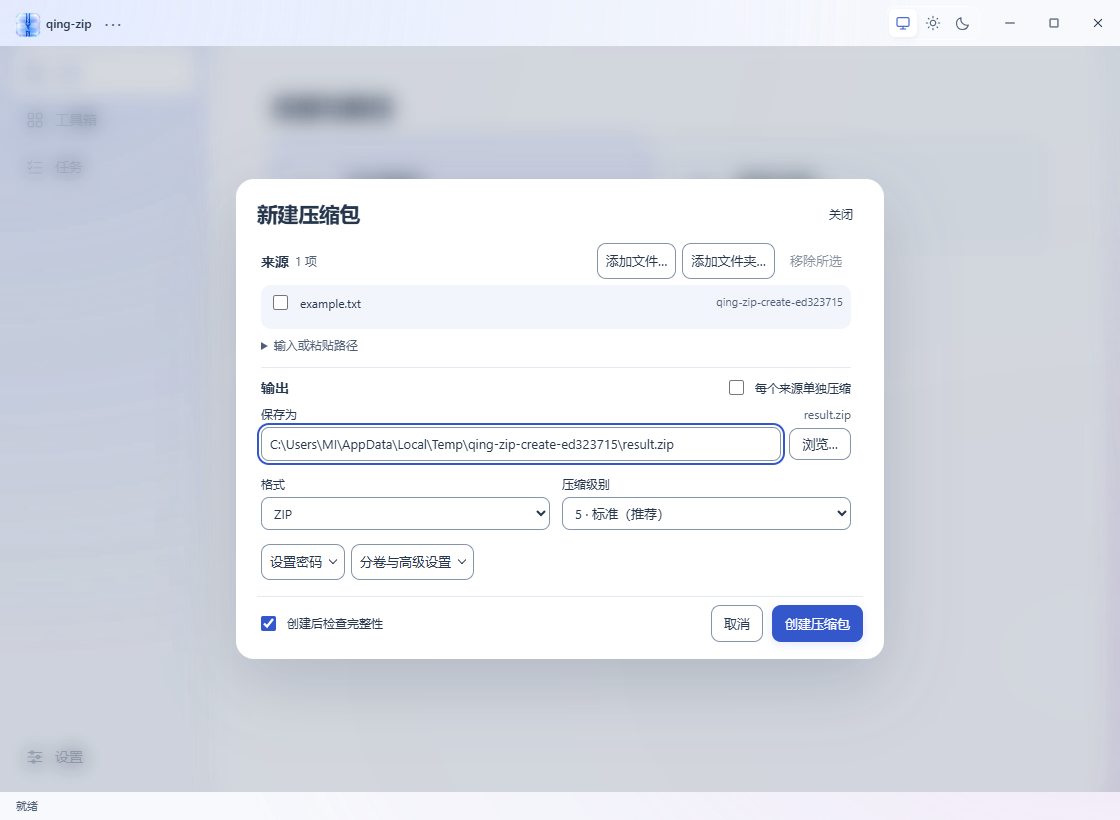 qing-zip ···
工具箱
任务
新建压缩包
关闭
来源 1 项
添加文件...
添加文件夹...
移除所选
example.txt
qing-zip-create-ed323715
输入或粘贴路径
输出
每个来源单独压缩
保存为
result.zip
C:\Users\MI\AppData\Local\Temp\qing-zip-create-ed323715\result.zip
浏览...
格式
压缩级别
ZIP
5 · 标准（推荐）
设置密码
分卷与高级设置
创建后检查完整性
取消
创建压缩包
设置
就绪